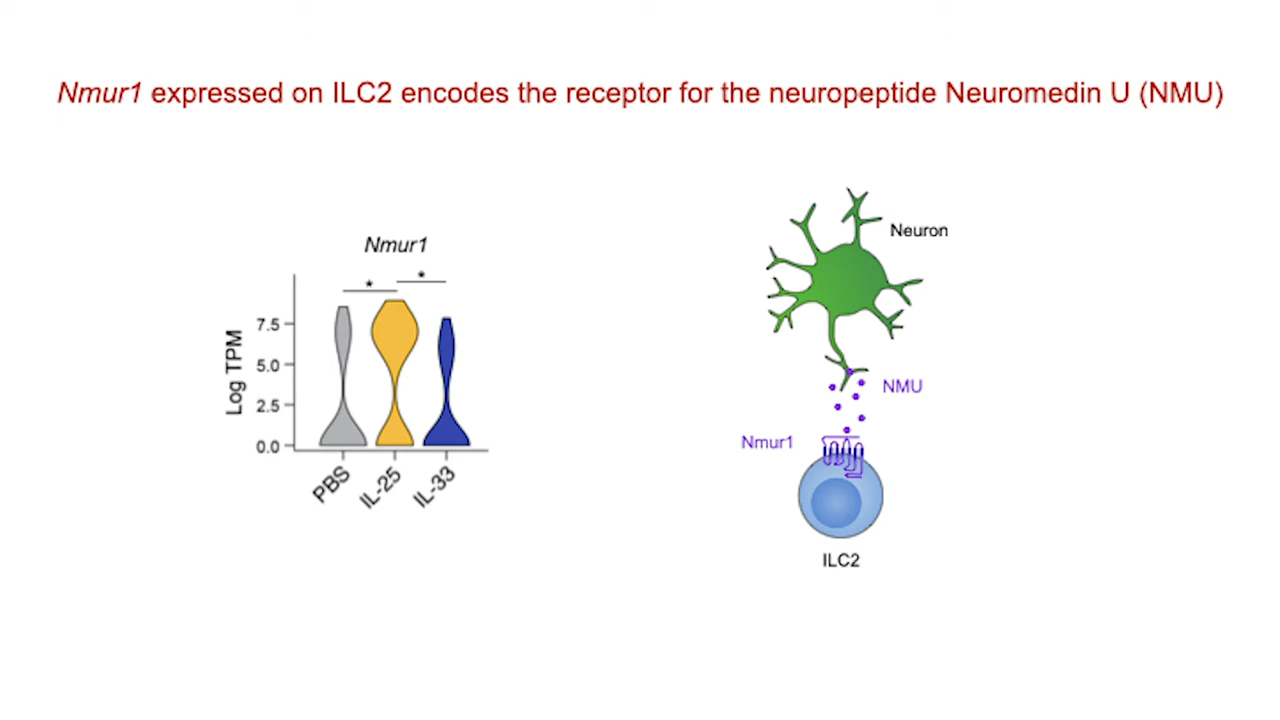 Nmur1 expressed on ILC2 encodes the receptor for the neuropeptide Neuromedin U (NMU)
Nmur1
* *
Log TPM
7.5
5.0
2.5
0.0
PBS
IL-25
IL-33
Neuron
NMU
Nmur1
ILC2